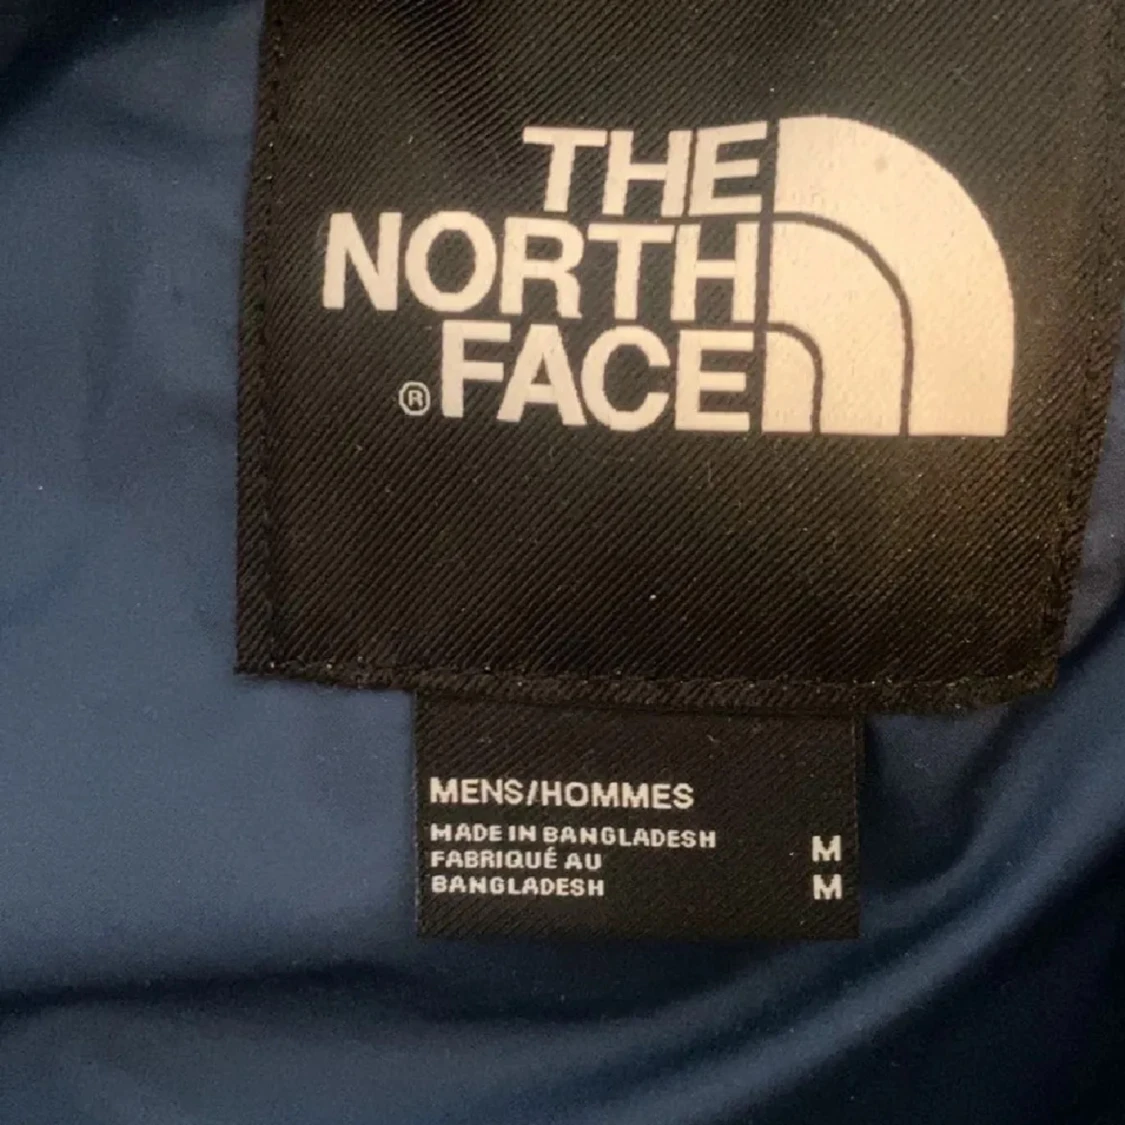 THE
NORTH
®FACE
MENS/HOMMES
MADE IN BANGLADESH M
FABRIQUÉ AU
BANGLADESH M